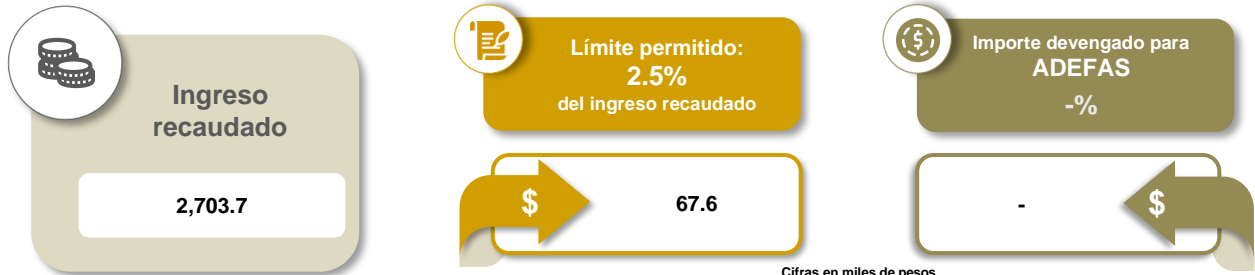 Ingreso
recaudado
2,703.7
Límite permitido:
2.5%
del ingreso recaudado
$
67.6
Importe devengado para
ADEFAS
-%
-
$
Cifras en miles de pesos